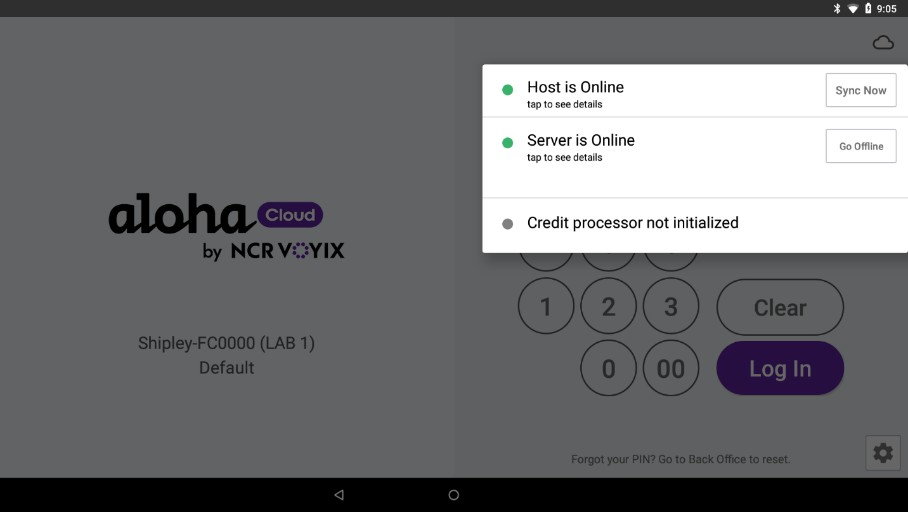 9:05
Host is Online
tap to see details
Sync Now
Server is Online
tap to see details
Go Offline
Credit processor not initialized
aloha Cloud
by NCR VOYIX
Shipley-FC0000 (LAB 1)
Default
1 2 3 Clear
0 00 Log In
Forgot your PIN? Go to Back Office to reset.